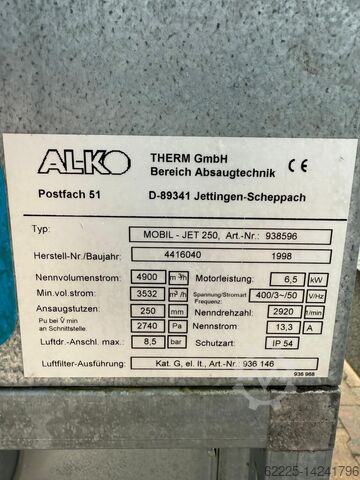 AL-KO THERM GmbH CE
Bereich Absaugtechnik
Postfach 51 D-89341 Jettingen-Scheppach
Typ: MOBIL - JET 250, Art.-Nr.: 938596
Herstell-Nr./Baujahr: 4416040 1998
Nennvolumenstrom: 4900 m³/h Motorleistung: 6,5 kW
Min.vol.strom: 3532 m³/h Spannung/Stromart Frequenz: 400/3~/50 V/Hz
Ansaugstutzen: 250 mm Nenndrehzahl: 2920 1/min
Pu bei V̇ min an Schnittstelle 2740 Pa Nennstrom 13,3 A
Luftdr.-Anschl. max.: 8,5 bar Schutzart: IP 54
Luftfilter-Ausführung: Kat. G, el. lt., Art-Nr.: 936 146
936 968
62225-14241796